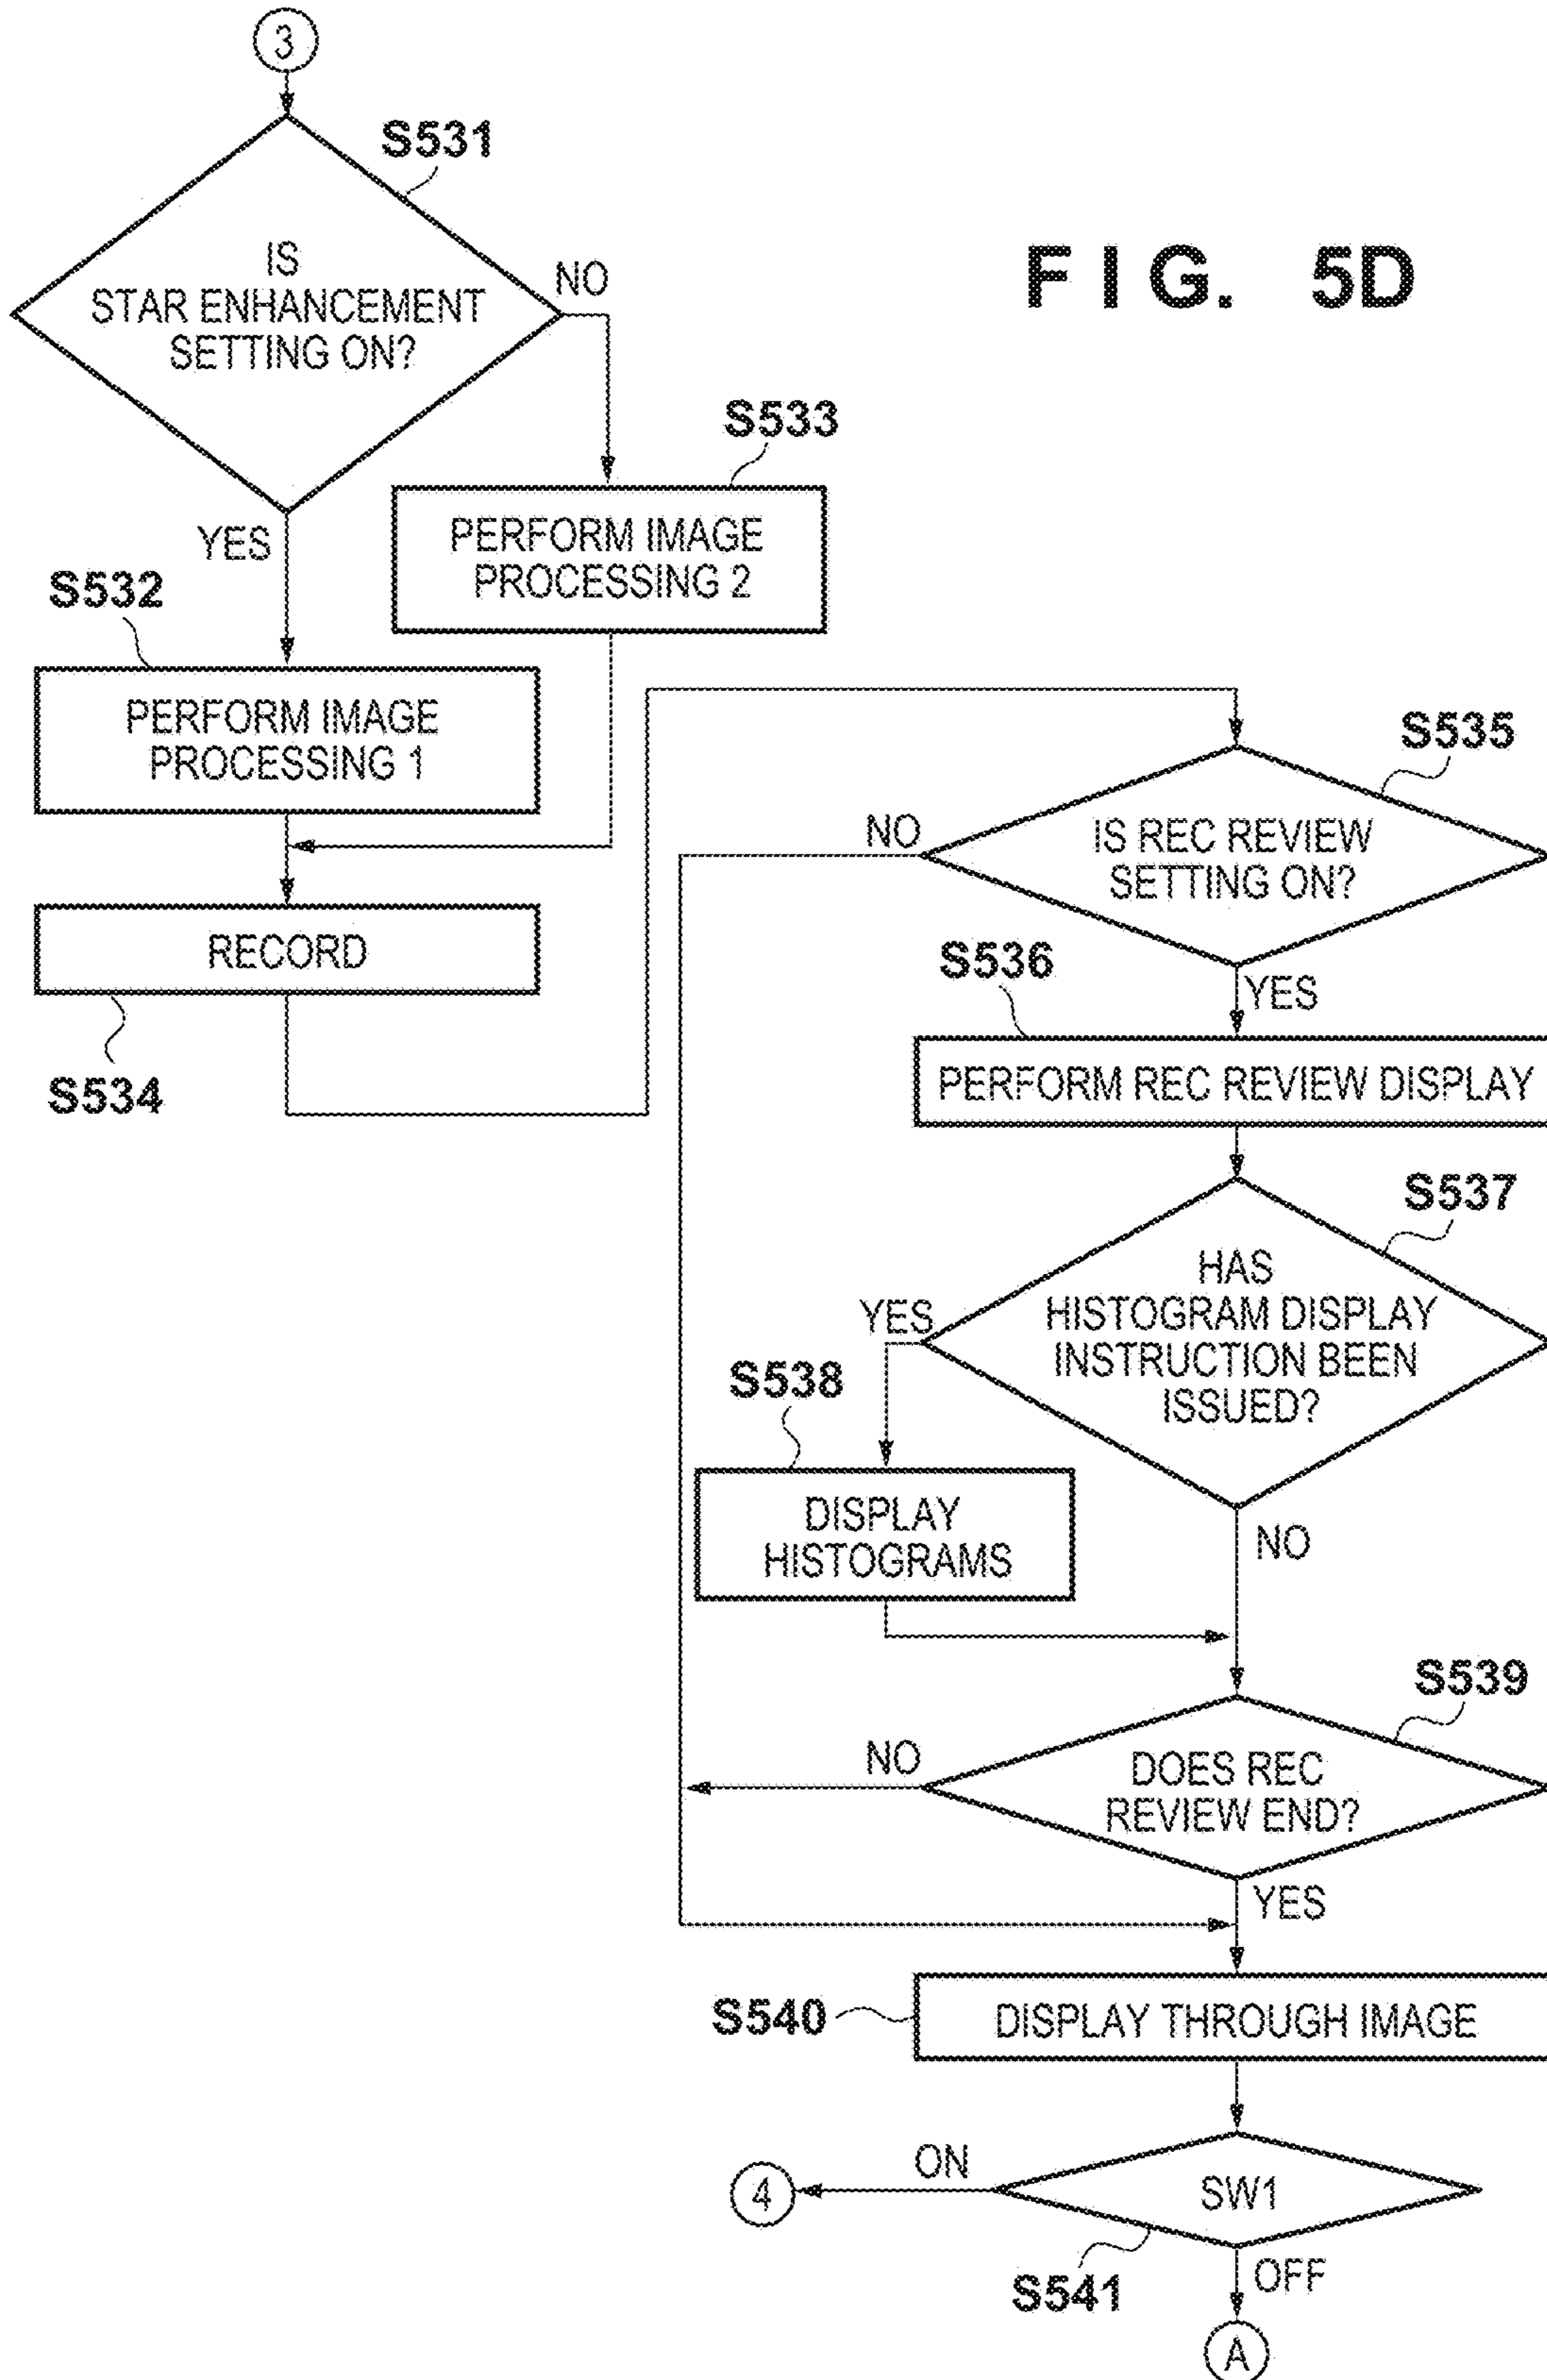 3
S531
IS
STAR ENHANCEMENT
SETTING ON?
NO
FIG. 5D
S533
PERFORM IMAGE
PROCESSING 2
YES
S532
PERFORM IMAGE
PROCESSING 1
RECORD
S534
S535
NO
IS REC REVIEW
SETTING ON?
YES
S536
PERFORM REC REVIEW DISPLAY
S537
HAS
HISTOGRAM DISPLAY
INSTRUCTION BEEN
ISSUED?
YES
S538
DISPLAY
HISTOGRAMS
NO
S539
NO
DOES REC
REVIEW END?
YES
S540
DISPLAY THROUGH IMAGE
4
ON
SW1
S541
OFF
A